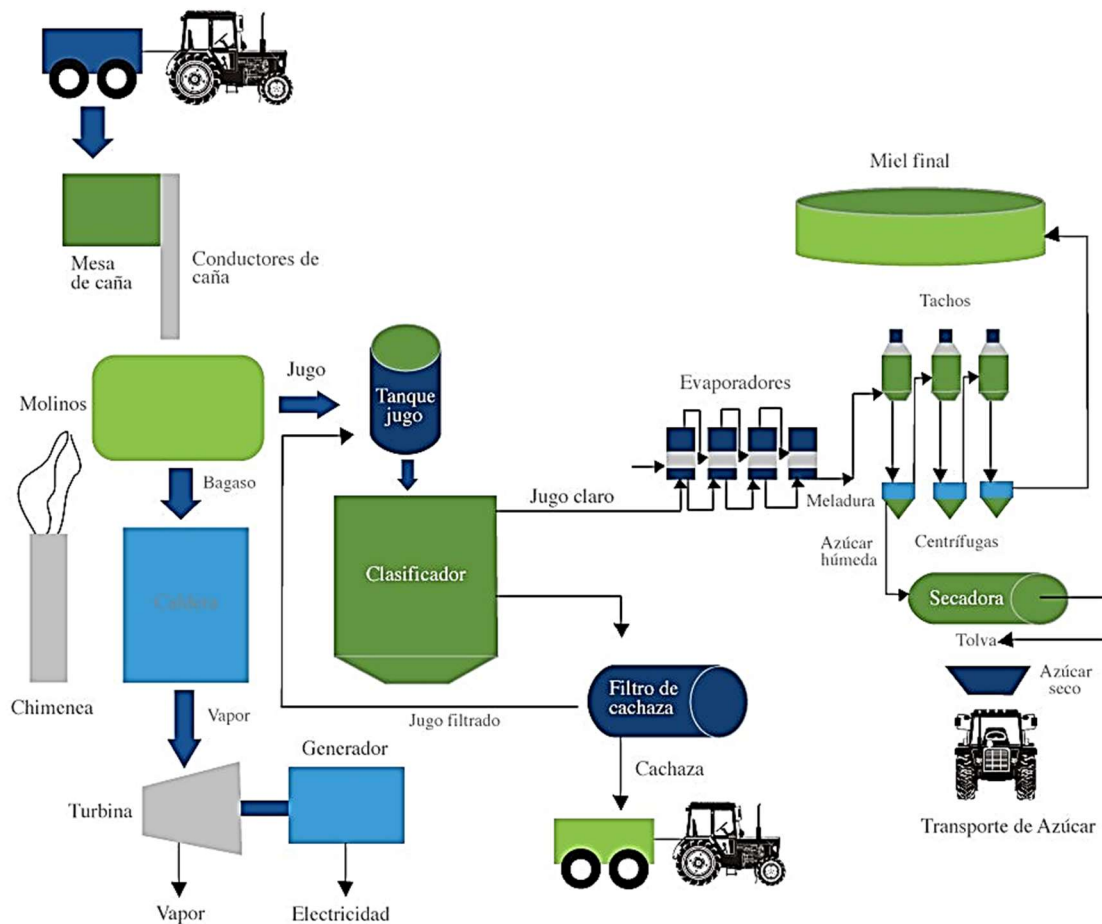 Miel final
Mesa
de caña
Conductores de
caña
Tachos
Jugo
Tanque
jugo
Evaporadores
Molinos
Bagaso
Jugo claro
Meladura
Azúcar
húmeda
Centrífugas
Clasificador
Caldera
Secadora
Tolva
Chimenea
Vapor
Jugo filtrado
Filtro de
cachaza
Azúcar
seco
Generador
Cachaza
Turbina
Transporte de Azúcar
Vapor
Electricidad